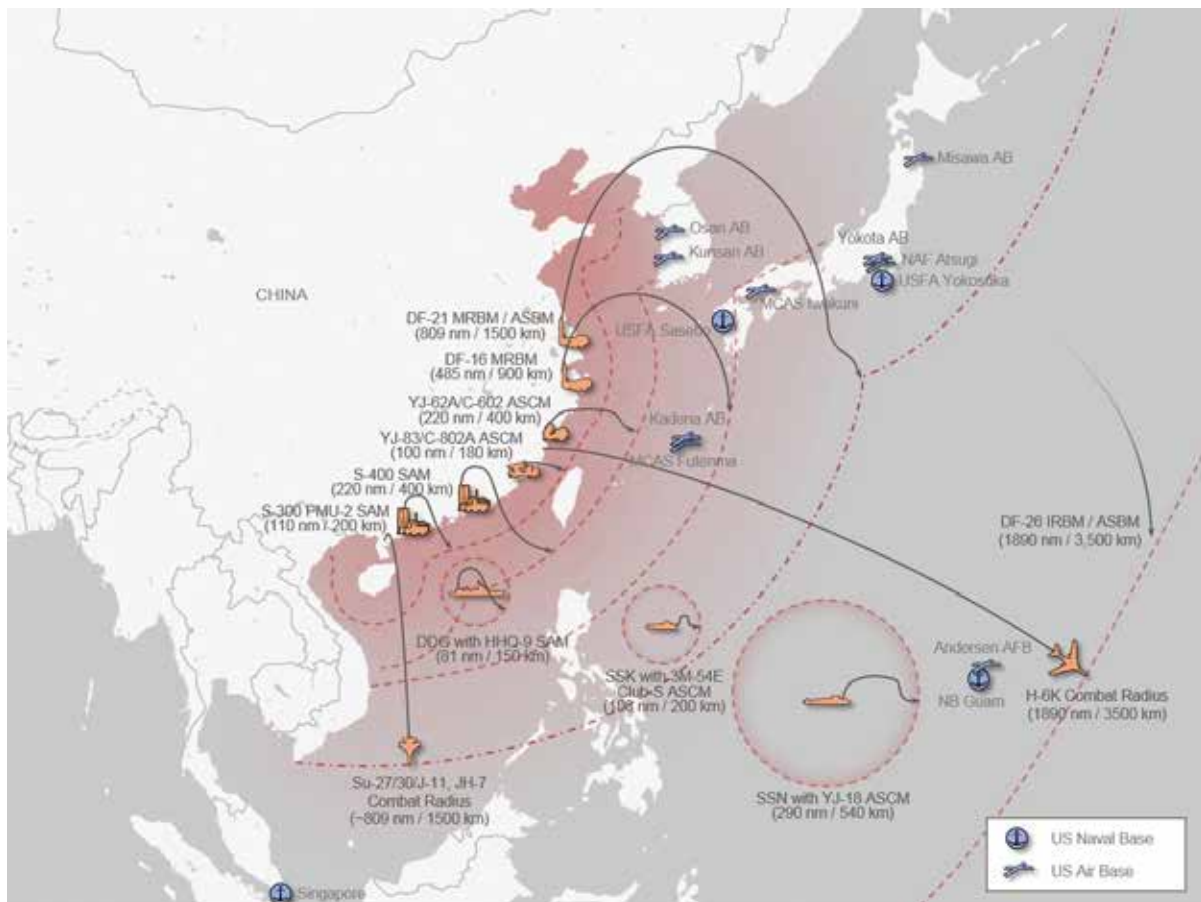 Misawa AB
Osan AB
Kunsan AB
Yokota AB
NAF Atsugi
USFA Yokosuka
CHINA
MCAS Iwakuni
DF-21 MRBM / ASBM
(809 nm / 1500 km)
USFA Sasebo
DF-16 MRBM
(485 nm / 900 km)
YJ-62A/C-602 ASCM
(220 nm / 400 km)
Kadena AB
YJ-83/C-802A ASCM
(100 nm / 180 km)
MCAS Futenma
S-400 SAM
(220 nm / 400 km)
S-300 PMU-2 SAM
(110 nm / 200 km)
DF-26 IRBM / ASBM
(1890 nm / 3,500 km)
DDG with HHQ-9 SAM
(81 nm / 150 km)
Andersen AFB
SSK with 3M-54E
Club-S ASCM
(108 nm / 200 km)
NB Guam
H-6K Combat Radius
(1890 nm / 3500 km)
Su-27/30/J-11, JH-7
Combat Radius
(~809 nm / 1500 km)
SSN with YJ-18 ASCM
(290 nm / 540 km)
US Naval Base
US Air Base
Singapore